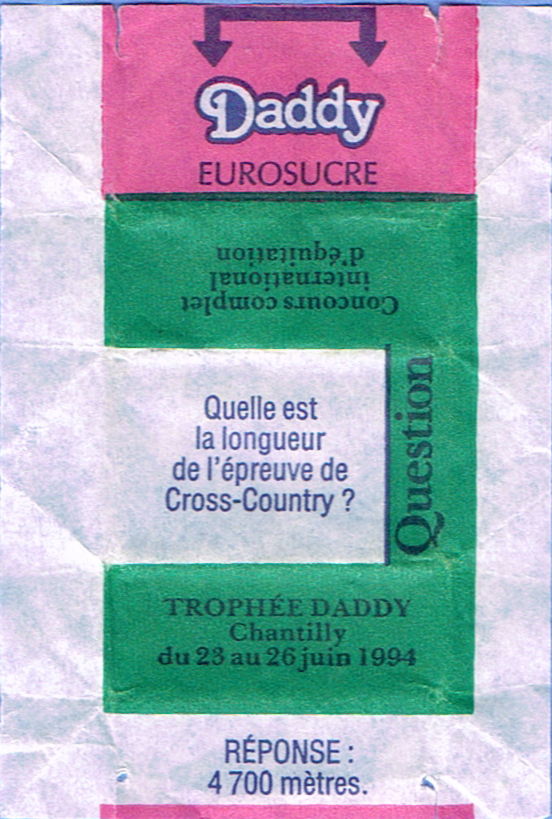 Daddy
EUROSUCRE
Concours complet
international
d'équitation
Quelle est
la longueur
de l'épreuve de
Cross-Country ?
Question
TROPHÉE DADDY
Chantilly
du 23 au 26 juin 1994
RÉPONSE :
4 700 mètres.